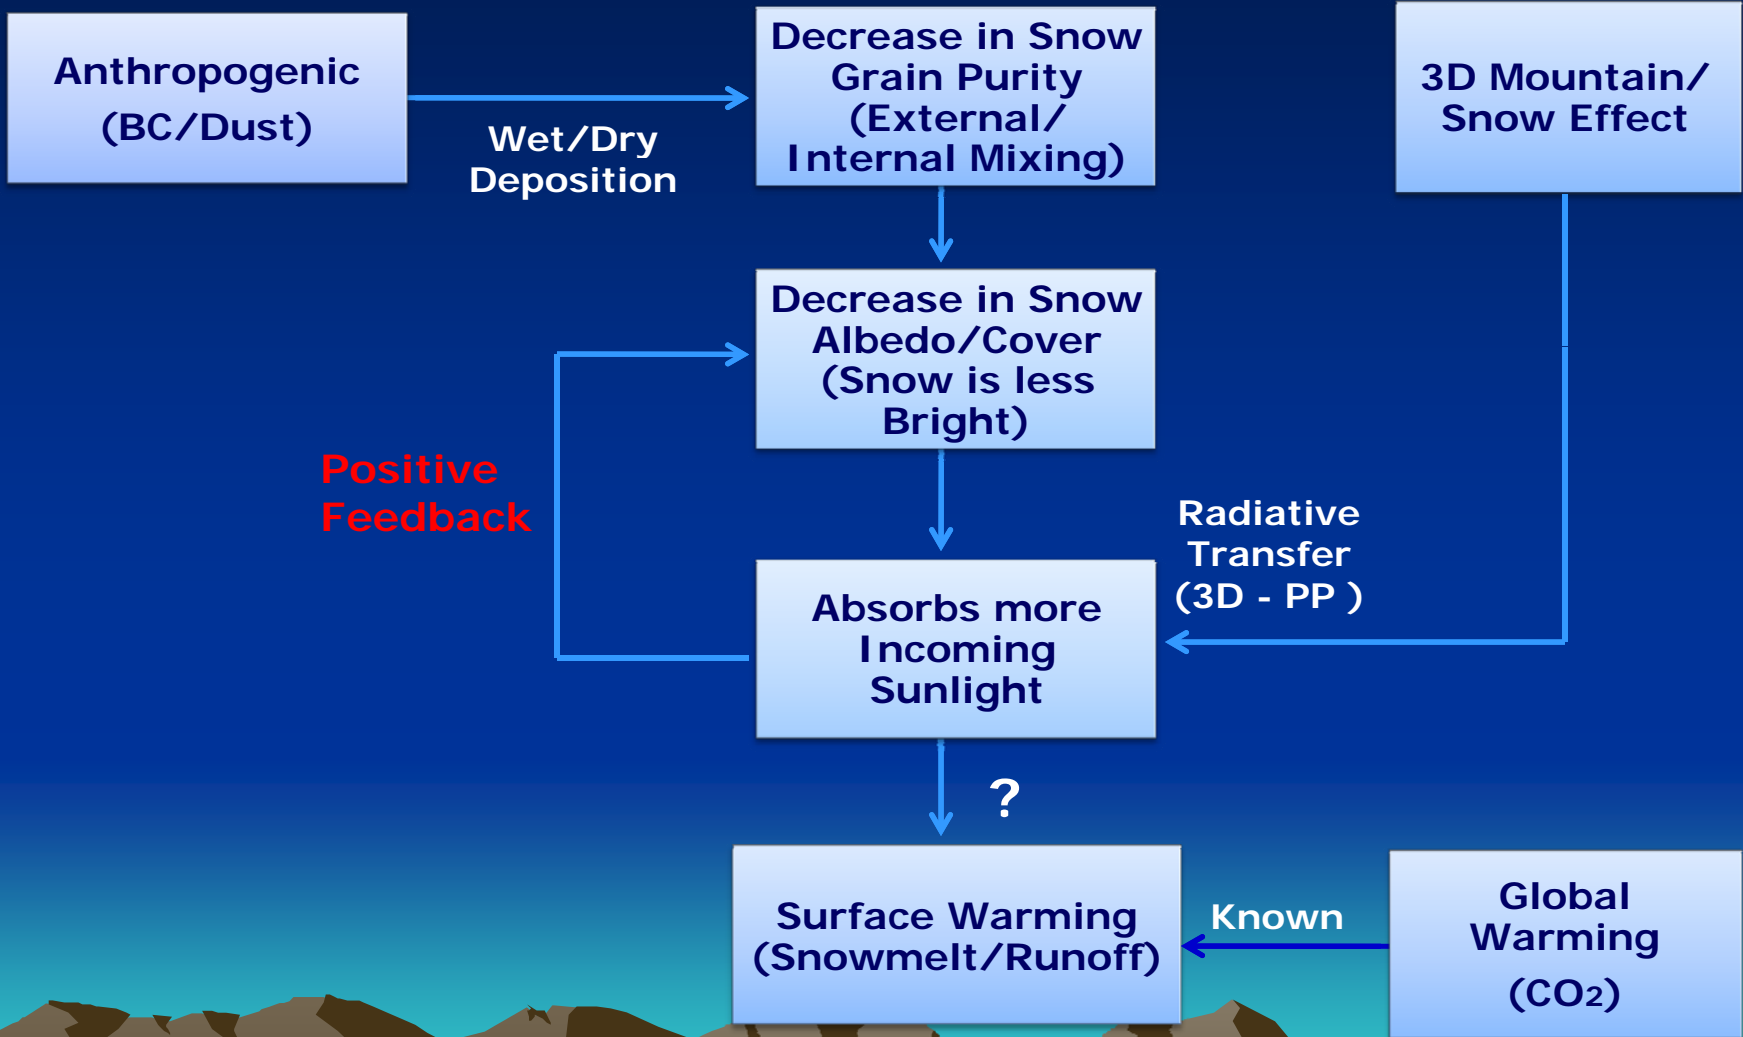 Anthropogenic
(BC/Dust)
Wet/Dry
Deposition
Decrease in Snow
Grain Purity
(External/
Internal Mixing)
3D Mountain/
Snow Effect
Decrease in Snow
Albedo/Cover
(Snow is less
Bright)
Positive
Feedback
Radiative
Transfer
(3D - PP )
Absorbs more
Incoming
Sunlight
?
Surface Warming
(Snowmelt/Runoff)
Known
Global
Warming
(CO2)